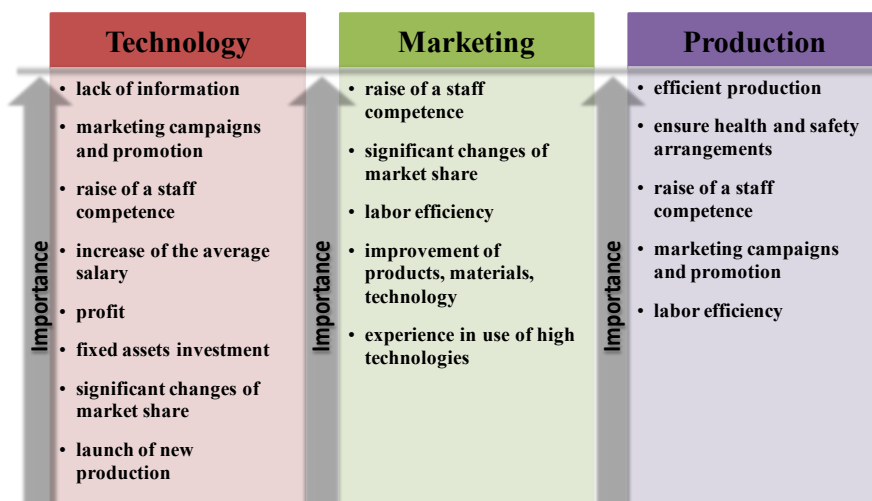 Technology
Importance
• lack of information
• marketing campaigns
and promotion
• raise of a staff
competence
• increase of the average
salary
• profit
• fixed assets investment
• significant changes of
market share
• launch of new
production
Marketing
Importance
• raise of a staff
competence
• significant changes of
market share
• labor efficiency
• improvement of
products, materials,
technology
• experience in use of high
technologies
Production
Importance
• efficient production
• ensure health and safety
arrangements
• raise of a staff
competence
• marketing campaigns
and promotion
• labor efficiency